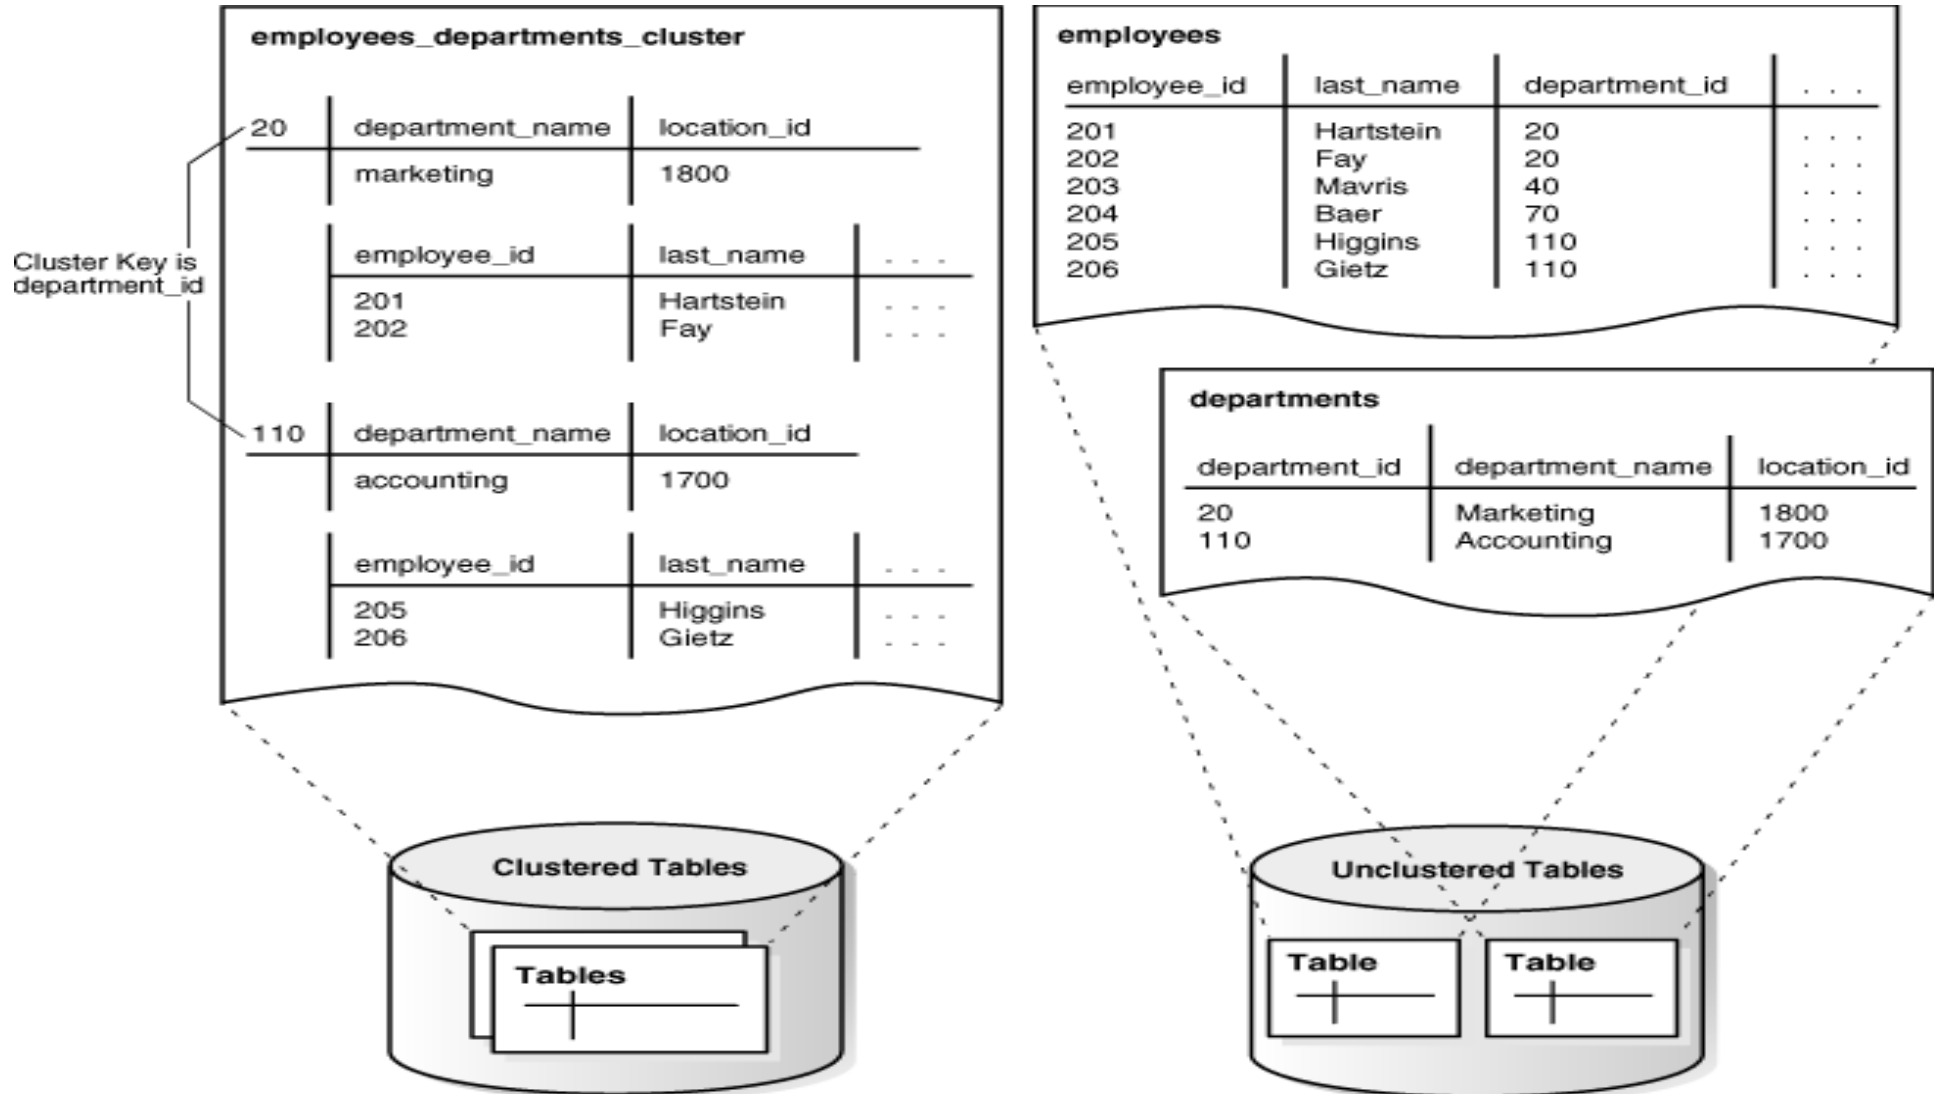 employees_departments_cluster
20 department_name location_id
marketing 1800
employee_id last_name . . .
201 Hartstein . . .
202 Fay . . .
Cluster Key is
department_id
110 department_name location_id
accounting 1700
employee_id last_name . . .
205 Higgins . . .
206 Gietz . . .
Clustered Tables
Tables
employees
employee_id last_name department_id . . .
201 Hartstein 20 . . .
202 Fay 20 . . .
203 Mavris 40 . . .
204 Baer 70 . . .
205 Higgins 110 . . .
206 Gietz 110 . . .
departments
department_id department_name location_id
20 Marketing 1800
110 Accounting 1700
Unclustered Tables
Table Table